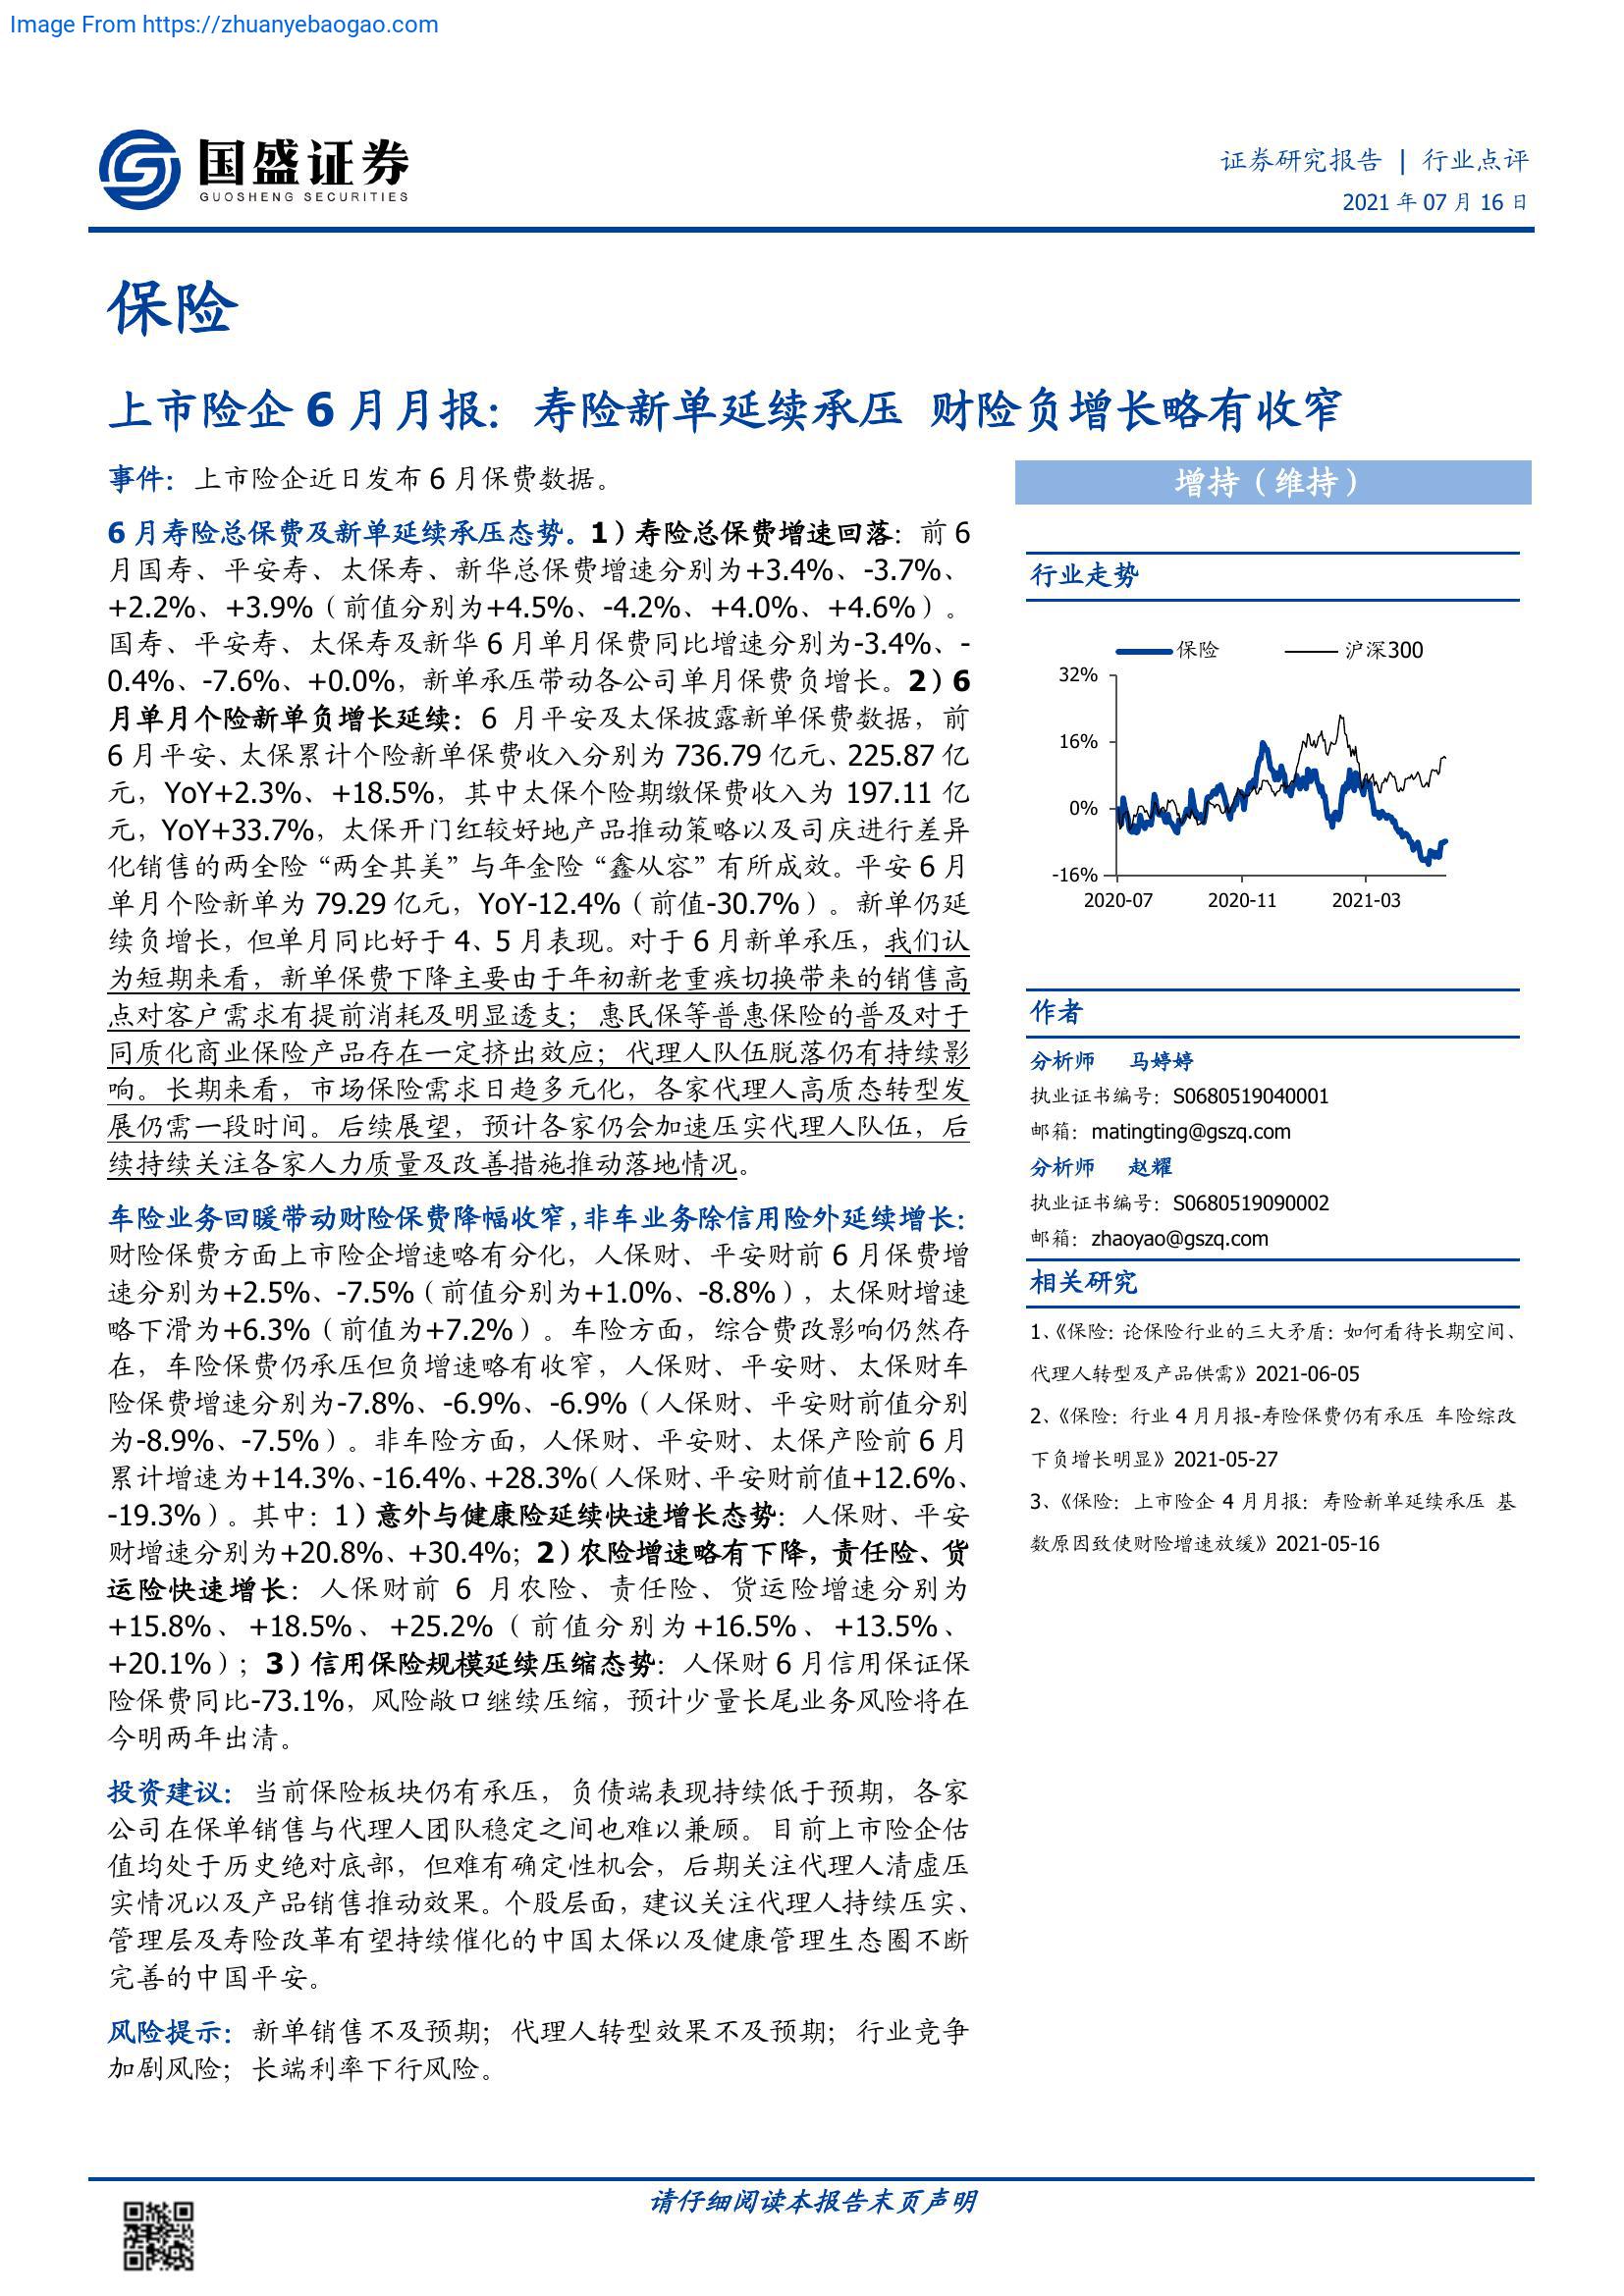 Image From https://zhuanyebaogao.com
国盛证券
GUOSHENG SECURITIES
证券研究报告 | 行业点评
2021 年 07 月 16 日
保险
上市险企 6 月月报：寿险新单延续承压 财险负增长略有收窄
事件：上市险企近日发布 6 月保费数据。
6 月寿险总保费及新单延续承压态势。1）寿险总保费增速回落：前 6
月国寿、平安寿、太保寿、新华总保费增速分别为+3.4%、-3.7%、
+2.2%、+3.9%（前值分别为+4.5%、-4.2%、+4.0%、+4.6%）。
国寿、平安寿、太保寿及新华 6 月单月保费同比增速分别为-3.4%、-
0.4%、-7.6%、+0.0%，新单承压带动各公司单月保费负增长。2）6
月单月个险新单负增长延续：6 月平安及太保披露新单保费数据，前
6 月平安、太保累计个险新单保费收入分别为 736.79 亿元、225.87 亿
元，YoY+2.3%、+18.5%，其中太保个险期缴保费收入为 197.11 亿
元，YoY+33.7%，太保开门红较好地产品推动策略以及司庆进行差异
化销售的两全险“两全其美”与年金险“鑫从容”有所成效。平安 6 月
单月个险新单为 79.29 亿元，YoY-12.4%（前值-30.7%）。新单仍延
续负增长，但单月同比好于 4、5 月表现。对于 6 月新单承压，我们认
为短期来看，新单保费下降主要由于年初新老重疾切换带来的销售高
点对客户需求有提前消耗及明显透支；惠民保等普惠保险的普及对于
同质化商业保险产品存在一定挤出效应；代理人队伍脱落仍有持续影
响。长期来看，市场保险需求日趋多元化，各家代理人高质态转型发
展仍需一段时间。后续展望，预计各家仍会加速压实代理人队伍，后
续持续关注各家人力质量及改善措施推动落地情况。
车险业务回暖带动财险保费降幅收窄，非车业务除信用险外延续增长：
财险保费方面上市险企增速略有分化，人保财、平安财前 6 月保费增
速分别为+2.5%、-7.5%（前值分别为+1.0%、-8.8%），太保财增速
略下滑为+6.3%（前值为+7.2%）。车险方面，综合费改影响仍然存
在，车险保费仍承压但负增速略有收窄，人保财、平安财、太保财车
险保费增速分别为-7.8%、-6.9%、-6.9%（人保财、平安财前值分别
为-8.9%、-7.5%）。非车险方面，人保财、平安财、太保产险前 6 月
累计增速为+14.3%、-16.4%、+28.3%（人保财、平安财前值+12.6%、
-19.3%）。其中：1）意外与健康险延续快速增长态势：人保财、平安
财增速分别为+20.8%、+30.4%；2）农险增速略有下降，责任险、货
运险快速增长：人保财前 6 月农险、责任险、货运险增速分别为
+15.8%、+18.5%、+25.2%（前值分别为+16.5%、+13.5%、
+20.1%）；3）信用保险规模延续压缩态势：人保财 6 月信用保证保
险保费同比-73.1%，风险敞口继续压缩，预计少量长尾业务风险将在
今明两年出清。
投资建议：当前保险板块仍有承压，负债端表现持续低于预期，各家
公司在保单销售与代理人团队稳定之间也难以兼顾。目前上市险企估
值均处于历史绝对底部，但难有确定性机会，后期关注代理人清虚压
实情况以及产品销售推动效果。个股层面，建议关注代理人持续压实、
管理层及寿险改革有望持续催化的中国太保以及健康管理生态圈不断
完善的中国平安。
风险提示：新单销售不及预期；代理人转型效果不及预期；行业竞争
加剧风险；长端利率下行风险。
增持（维持）
行业走势
保险 沪深300
32%
16%
0%
-16%
2020-07 2020-11 2021-03
作者
分析师 马婷婷
执业证书编号：S0680519040001
邮箱：matingting@gszq.com
分析师 赵耀
执业证书编号：S0680519090002
邮箱：zhaoyao@gszq.com
相关研究
1、《保险：论保险行业的三大矛盾：如何看待长期空间、
代理人转型及产品供需》2021-06-05
2、《保险：行业 4 月月报-寿险保费仍有承压 车险综改
下负增长明显》2021-05-27
3、《保险：上市险企 4 月月报：寿险新单延续承压 基
数原因致使财险增速放缓》2021-05-16
请仔细阅读本报告末页声明